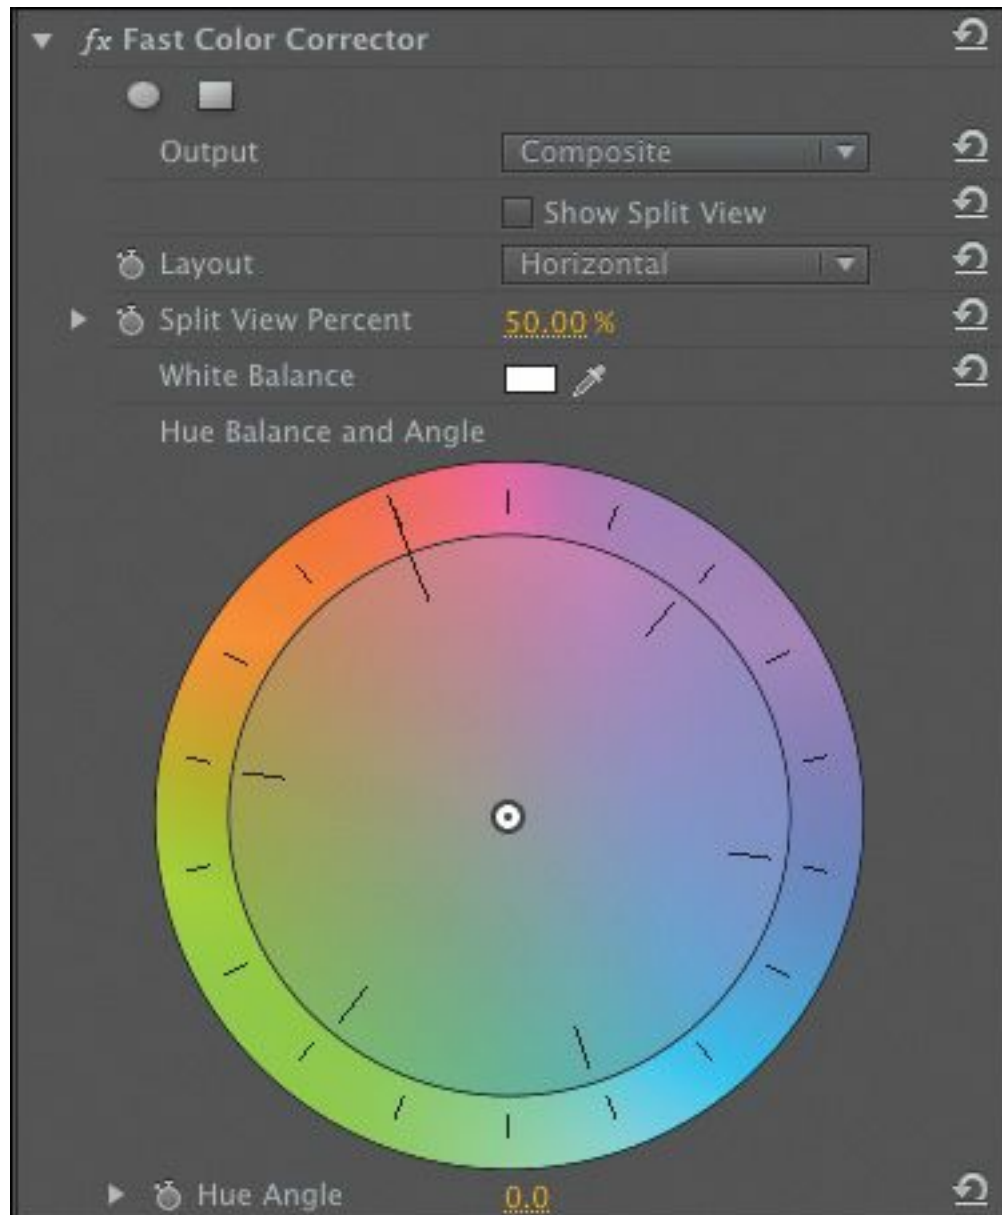 fx Fast Color Corrector
Output Composite
Show Split View
Layout Horizontal
Split View Percent 50.00 %
White Balance
Hue Balance and Angle
Hue Angle 0.0